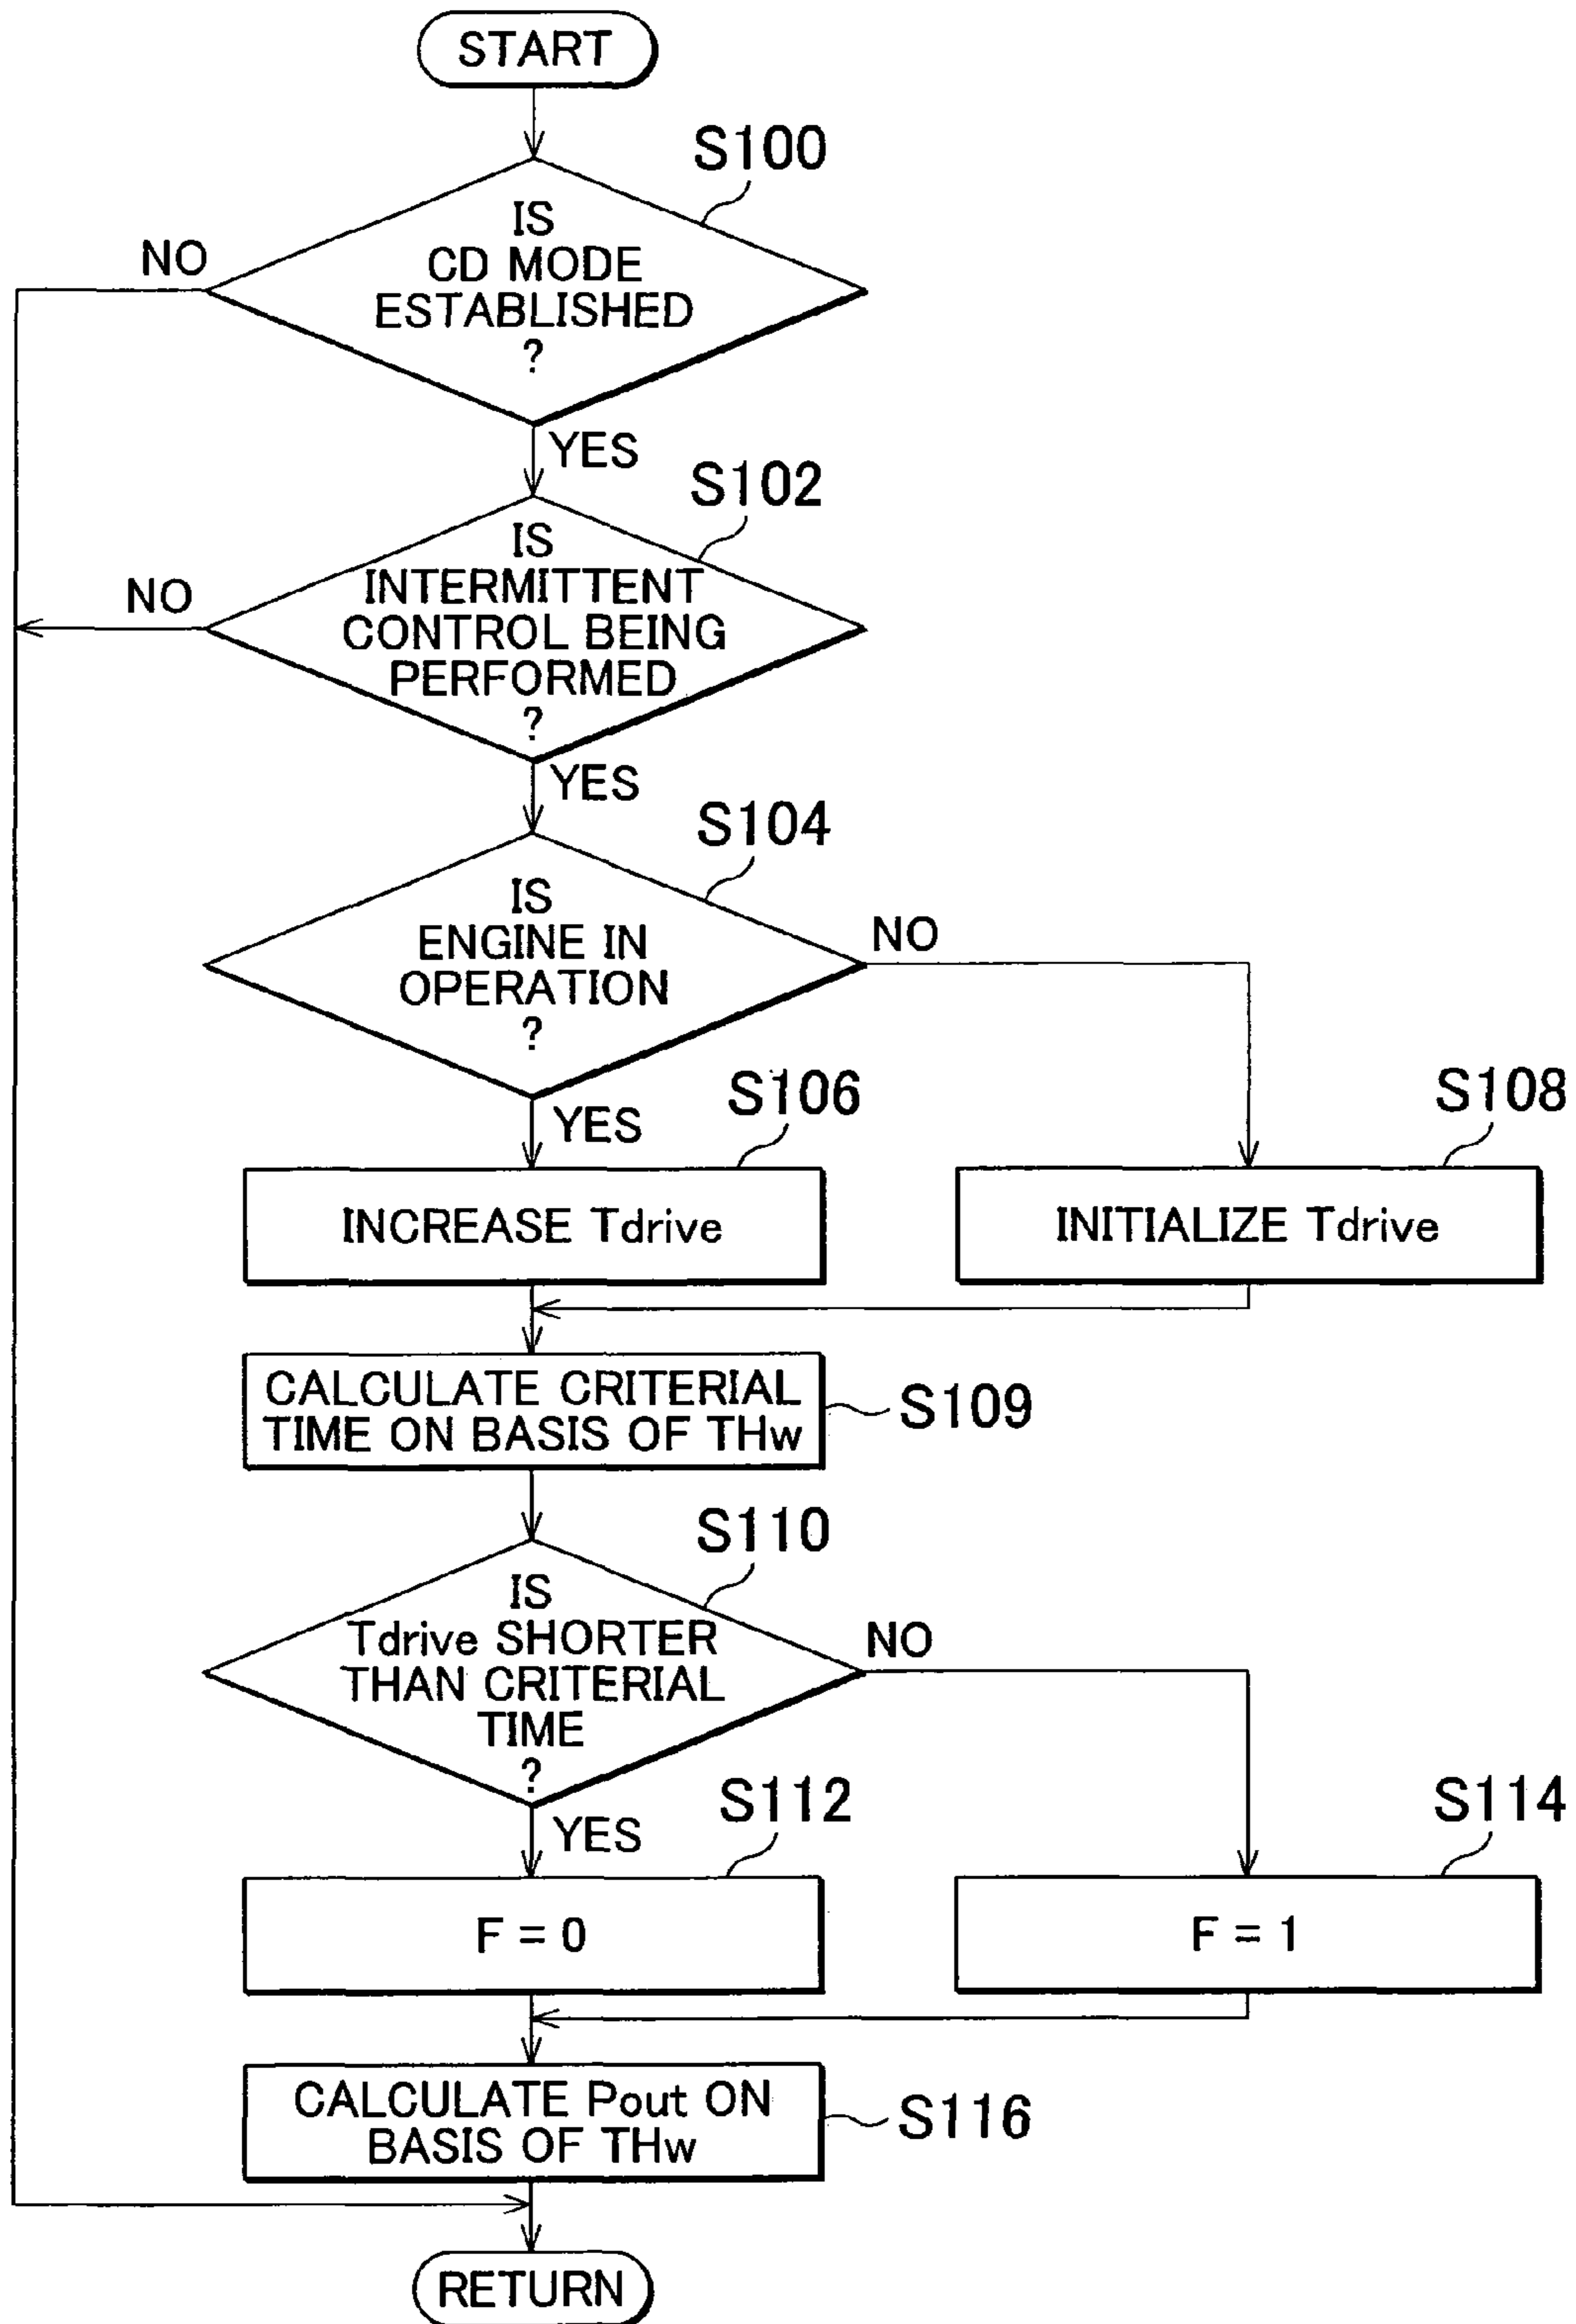 START
S100
IS
CD MODE
ESTABLISHED
?
NO
YES
S102
IS
INTERMITTENT
CONTROL BEING
PERFORMED
?
NO
YES
S104
IS
ENGINE IN
OPERATION
?
NO
YES
S106
INCREASE Tdrive
S108
INITIALIZE Tdrive
CALCULATE CRITERIAL
TIME ON BASIS OF THw
S109
S110
IS
Tdrive SHORTER
THAN CRITERIAL
TIME
?
NO
YES
S112
F = 0
S114
F = 1
CALCULATE Pout ON
BASIS OF THw
S116
RETURN